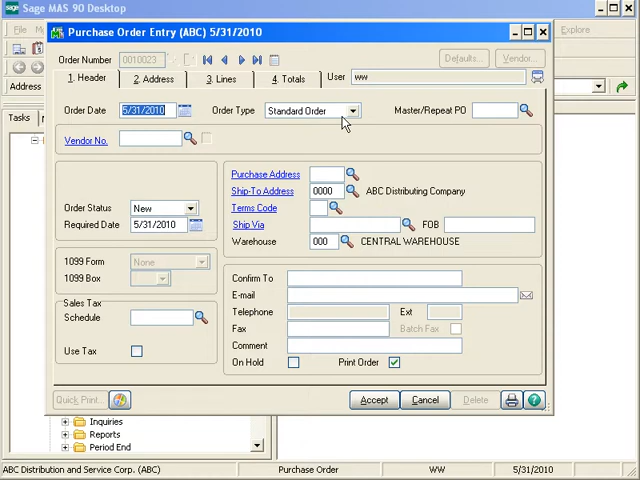 Sage MAS 90 Desktop
File
M
Explore
Address
Tasks
Purchase Order Entry (ABC) 5/31/2010
Order Number 0010023 Defaults... Vendor...
1. Header 2. Address 3. Lines 4. Totals User ww
Order Date 5/31/2010 Order Type Standard Order Master/Repeat PO
Vendor No.
Purchase Address
Ship-To Address 0000 ABC Distributing Company
Order Status New Terms Code
Required Date 5/31/2010 Ship Via FOB
Warehouse 000 CENTRAL WAREHOUSE
1099 Form None
1099 Box Confirm To
E-mail
Sales Tax Telephone Ext
Schedule Fax Batch Fax
Comment
Use Tax On Hold Print Order
Quick Print... Accept Cancel Delete
Inquiries
Reports
Period End
ABC Distribution and Service Corp. (ABC) Purchase Order WW 5/31/2010